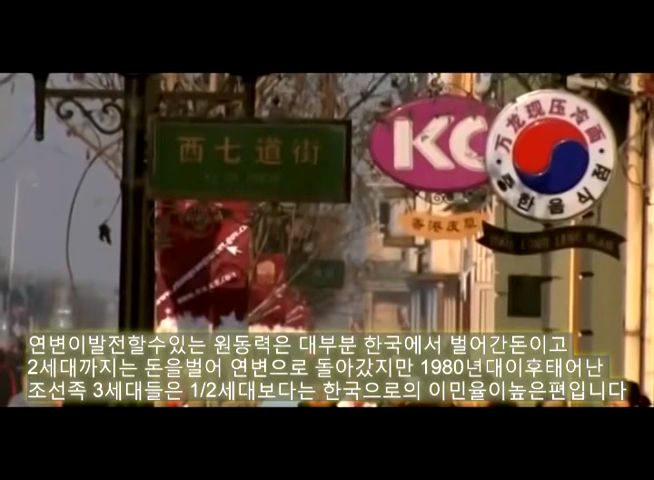 西七道街
KC
万龙现压冷面
중한음식점
香港皮草
연변이발전할수있는 원동력은 대부분 한국에서 벌어간돈이고
2세대까지는 돈을벌어 연변으로 돌아갔지만 1980년대이후태어난
조선족 3세대들은 1/2세대보다는 한국으로의 이민율이높은편입니다